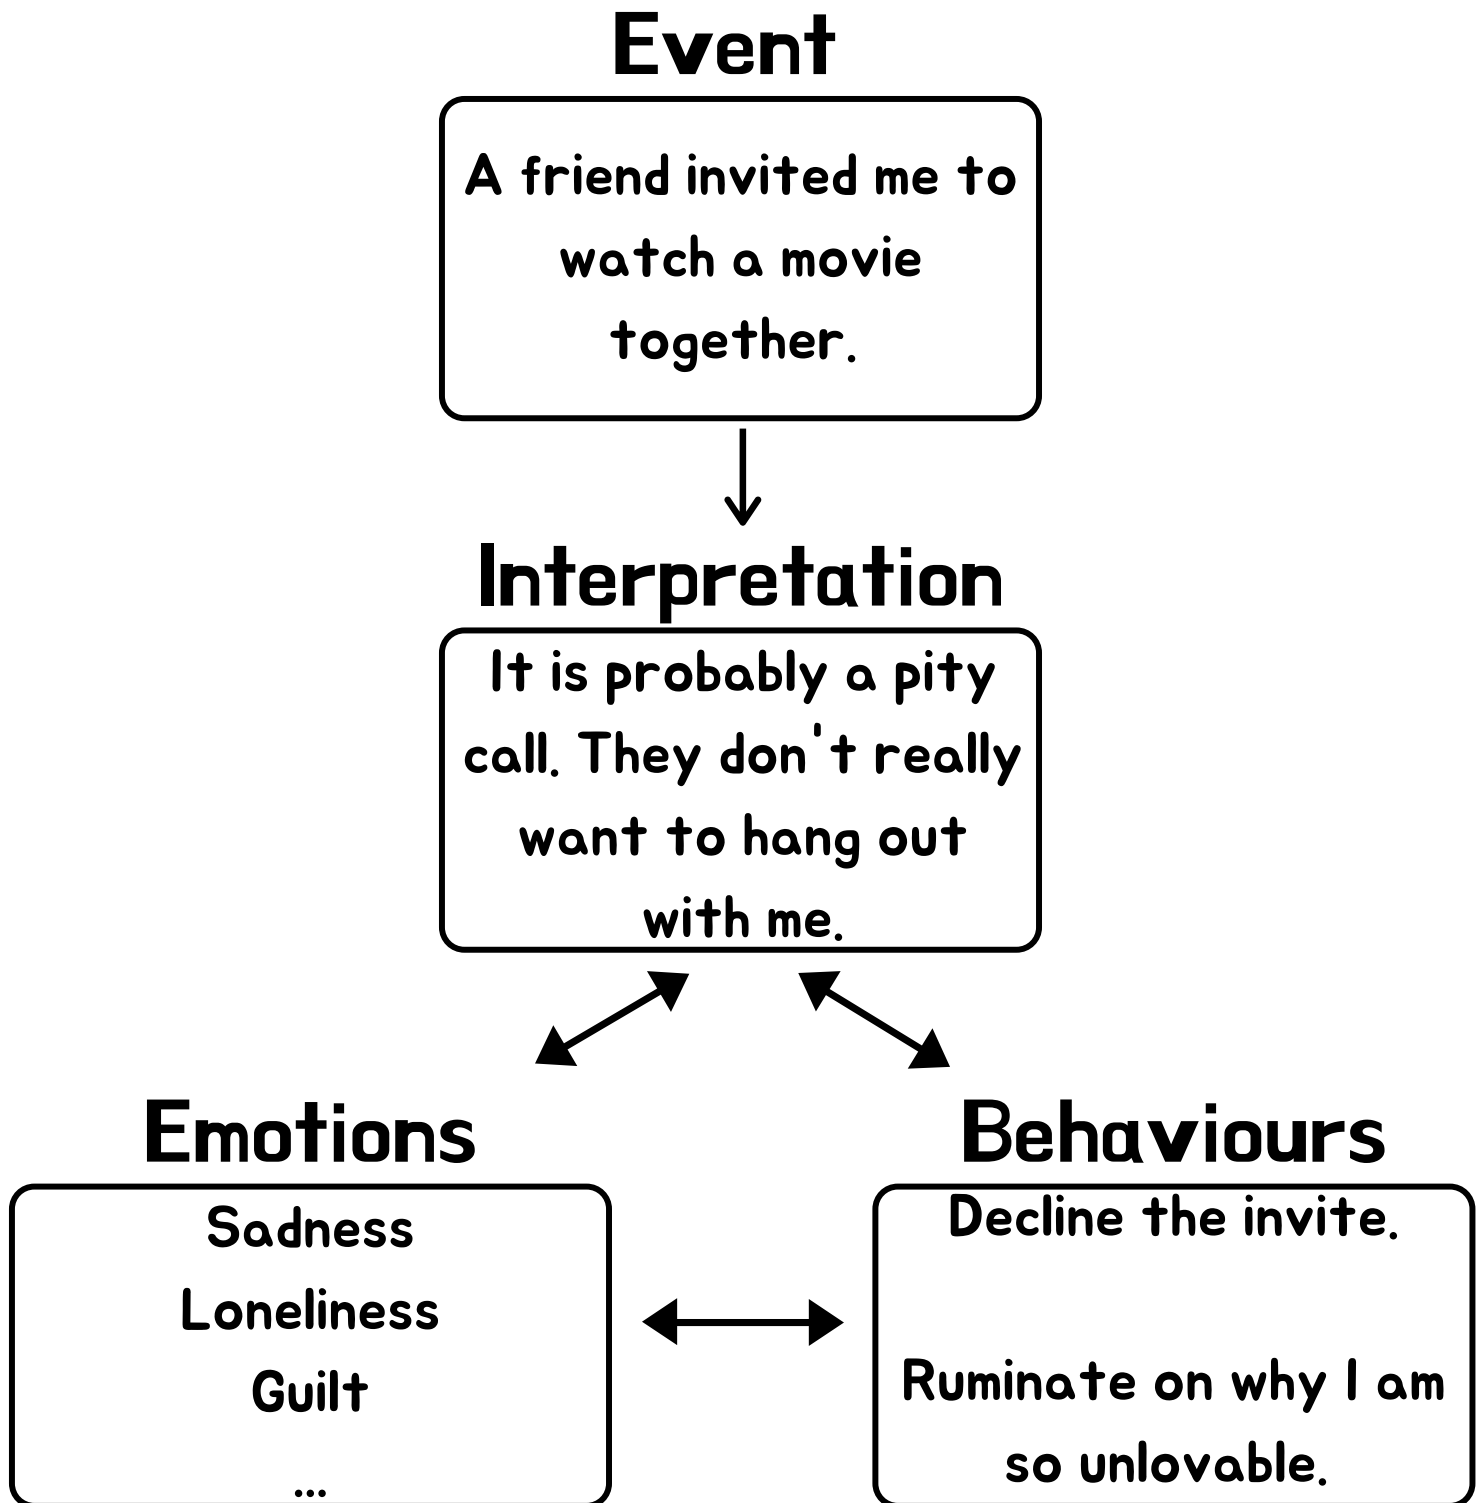 Event
A friend invited me to
watch a movie
together.
Interpretation
It is probably a pity
call. They don't really
want to hang out
with me.
Emotions
Sadness
Loneliness
Guilt
...
Behaviours
Decline the invite.
Ruminate on why I am
so unlovable.